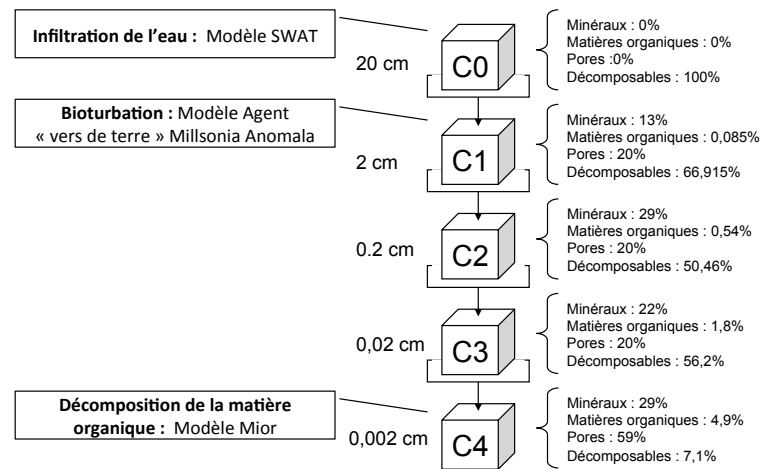 Infiltration de l'eau : Modèle SWAT
20 cm
C0
Minéraux : 0%
Matières organiques : 0%
Pores :0%
Décomposables : 100%
Bioturbation : Modèle Agent
« vers de terre » Millsonia Anomala
2 cm
C1
Minéraux : 13%
Matières organiques : 0,085%
Pores : 20%
Décomposables : 66,915%
0.2 cm
C2
Minéraux : 29%
Matières organiques : 0,54%
Pores : 20%
Décomposables : 50,46%
0,02 cm
C3
Minéraux : 22%
Matières organiques : 1,8%
Pores : 20%
Décomposables : 56,2%
Décomposition de la matière
organique : Modèle Mior
0,002 cm
C4
Minéraux : 29%
Matières organiques : 4,9%
Pores : 59%
Décomposables : 7,1%